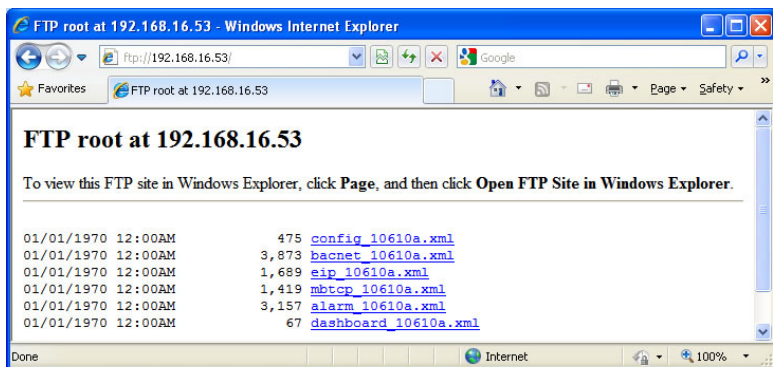 FTP root at 192.168.16.53 - Windows Internet Explorer
ftp://192.168.16.53/
Google
Favorites
FTP root at 192.168.16.53
Page
Safety
»
FTP root at 192.168.16.53
To view this FTP site in Windows Explorer, click Page, and then click Open FTP Site in Windows Explorer.
01/01/1970 12:00AM 475 config_10610a.xml
01/01/1970 12:00AM 3,873 bacnet_10610a.xml
01/01/1970 12:00AM 1,689 eip_10610a.xml
01/01/1970 12:00AM 1,419 mbtcp_10610a.xml
01/01/1970 12:00AM 3,157 alarm_10610a.xml
01/01/1970 12:00AM 67 dashboard_10610a.xml
Done
Internet
100%